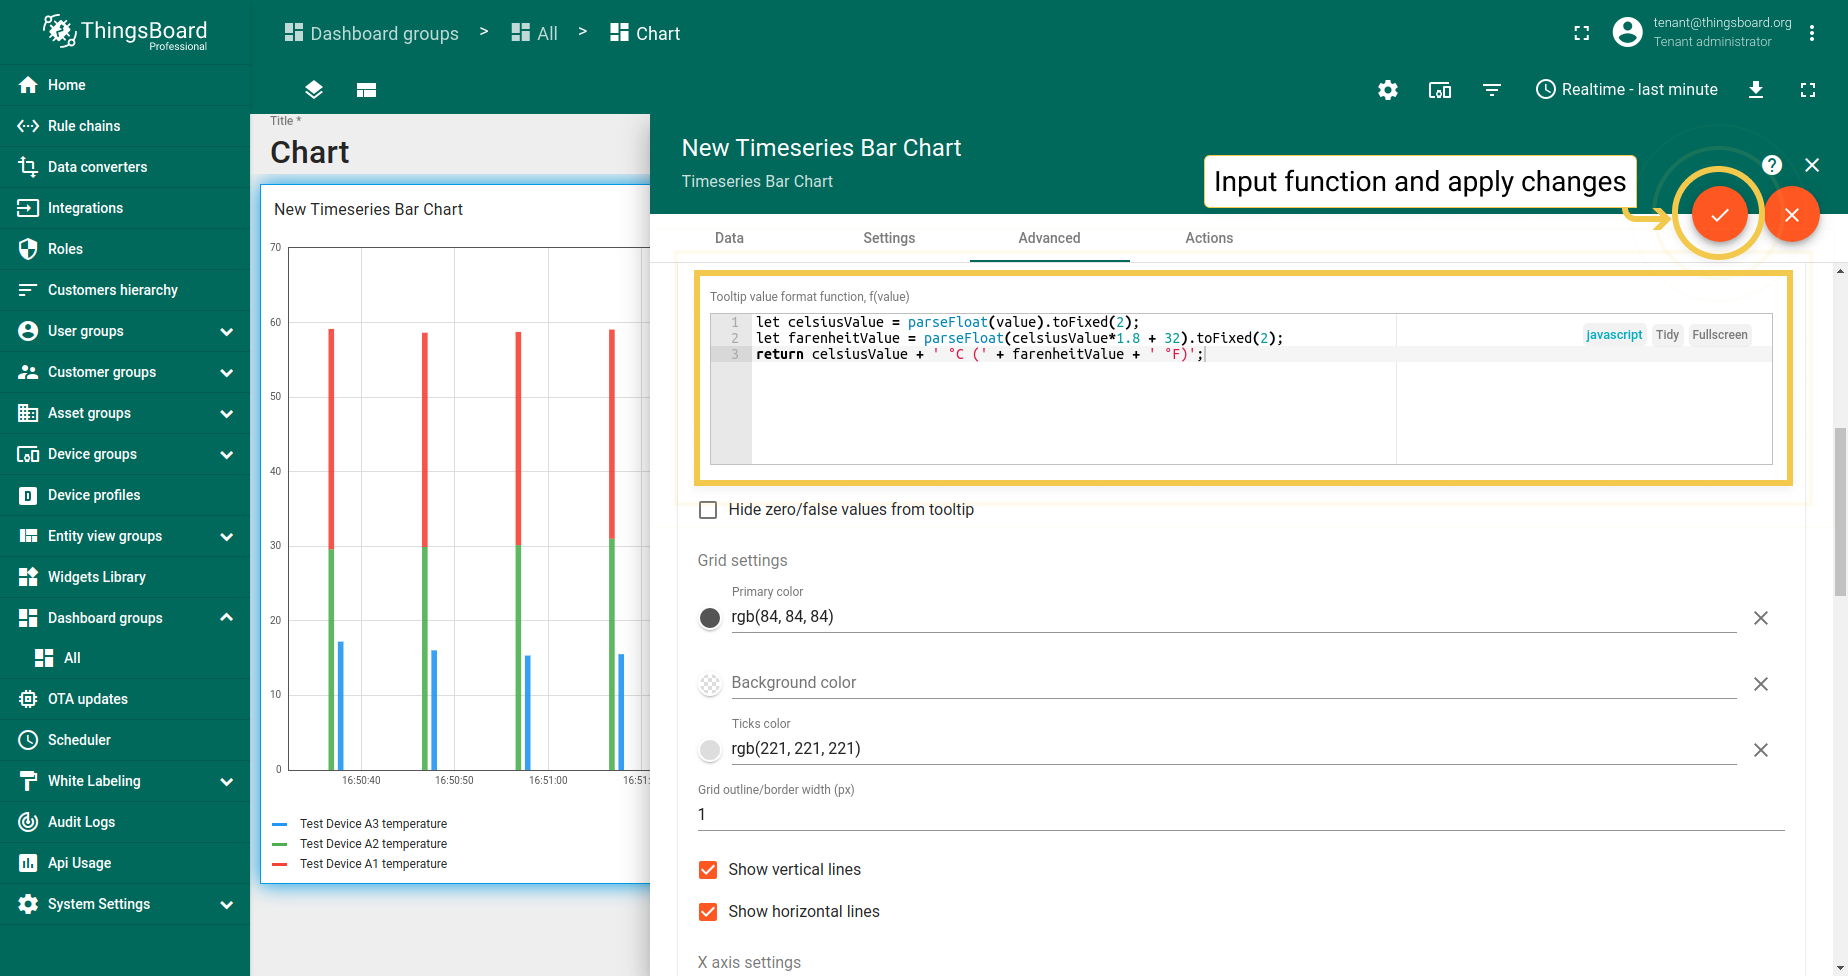 ThingsBoard
Professional
Home
Rule chains
Data converters
Integrations
Roles
Customers hierarchy
User groups
Customer groups
Asset groups
Device groups
Device profiles
Entity view groups
Widgets Library
Dashboard groups
All
OTA updates
Scheduler
White Labeling
Audit Logs
Api Usage
System Settings
Dashboard groups > All > Chart
tenant@thingsboard.org
Tenant administrator
Realtime - last minute
Title *
Chart
New Timeseries Bar Chart
70
60
50
40
30
20
10
0
16:50:40 16:50:50 16:51:00 16:51:
Test Device A3 temperature
Test Device A2 temperature
Test Device A1 temperature
New Timeseries Bar Chart
Timeseries Bar Chart
Input function and apply changes
Data Settings Advanced Actions
Tooltip value format function, f(value)
javascript Tidy Fullscreen
1 let celsiusValue = parseFloat(value).toFixed(2);
2 let farenheitValue = parseFloat(celsiusValue*1.8 + 32).toFixed(2);
3 return celsiusValue + ' °C (' + farenheitValue + ' °F)';
Hide zero/false values from tooltip
Grid settings
Primary color
rgb(84, 84, 84)
Background color
Ticks color
rgb(221, 221, 221)
Grid outline/border width (px)
1
Show vertical lines
Show horizontal lines
X axis settings